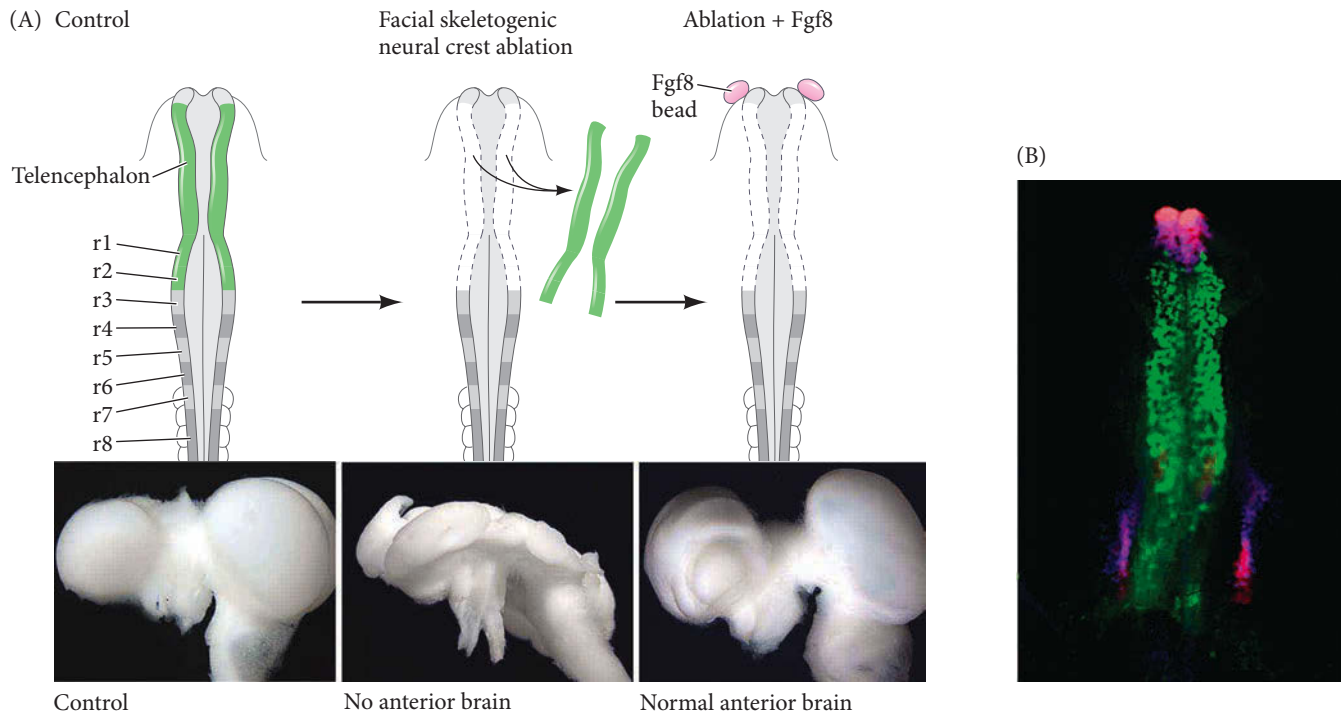 (A) Control
Facial skeletogenic
neural crest ablation
Ablation + Fgf8
Fgf8
bead
Telencephalon
r1
r2
r3
r4
r5
r6
r7
r8
Control
No anterior brain
Normal anterior brain
(B)